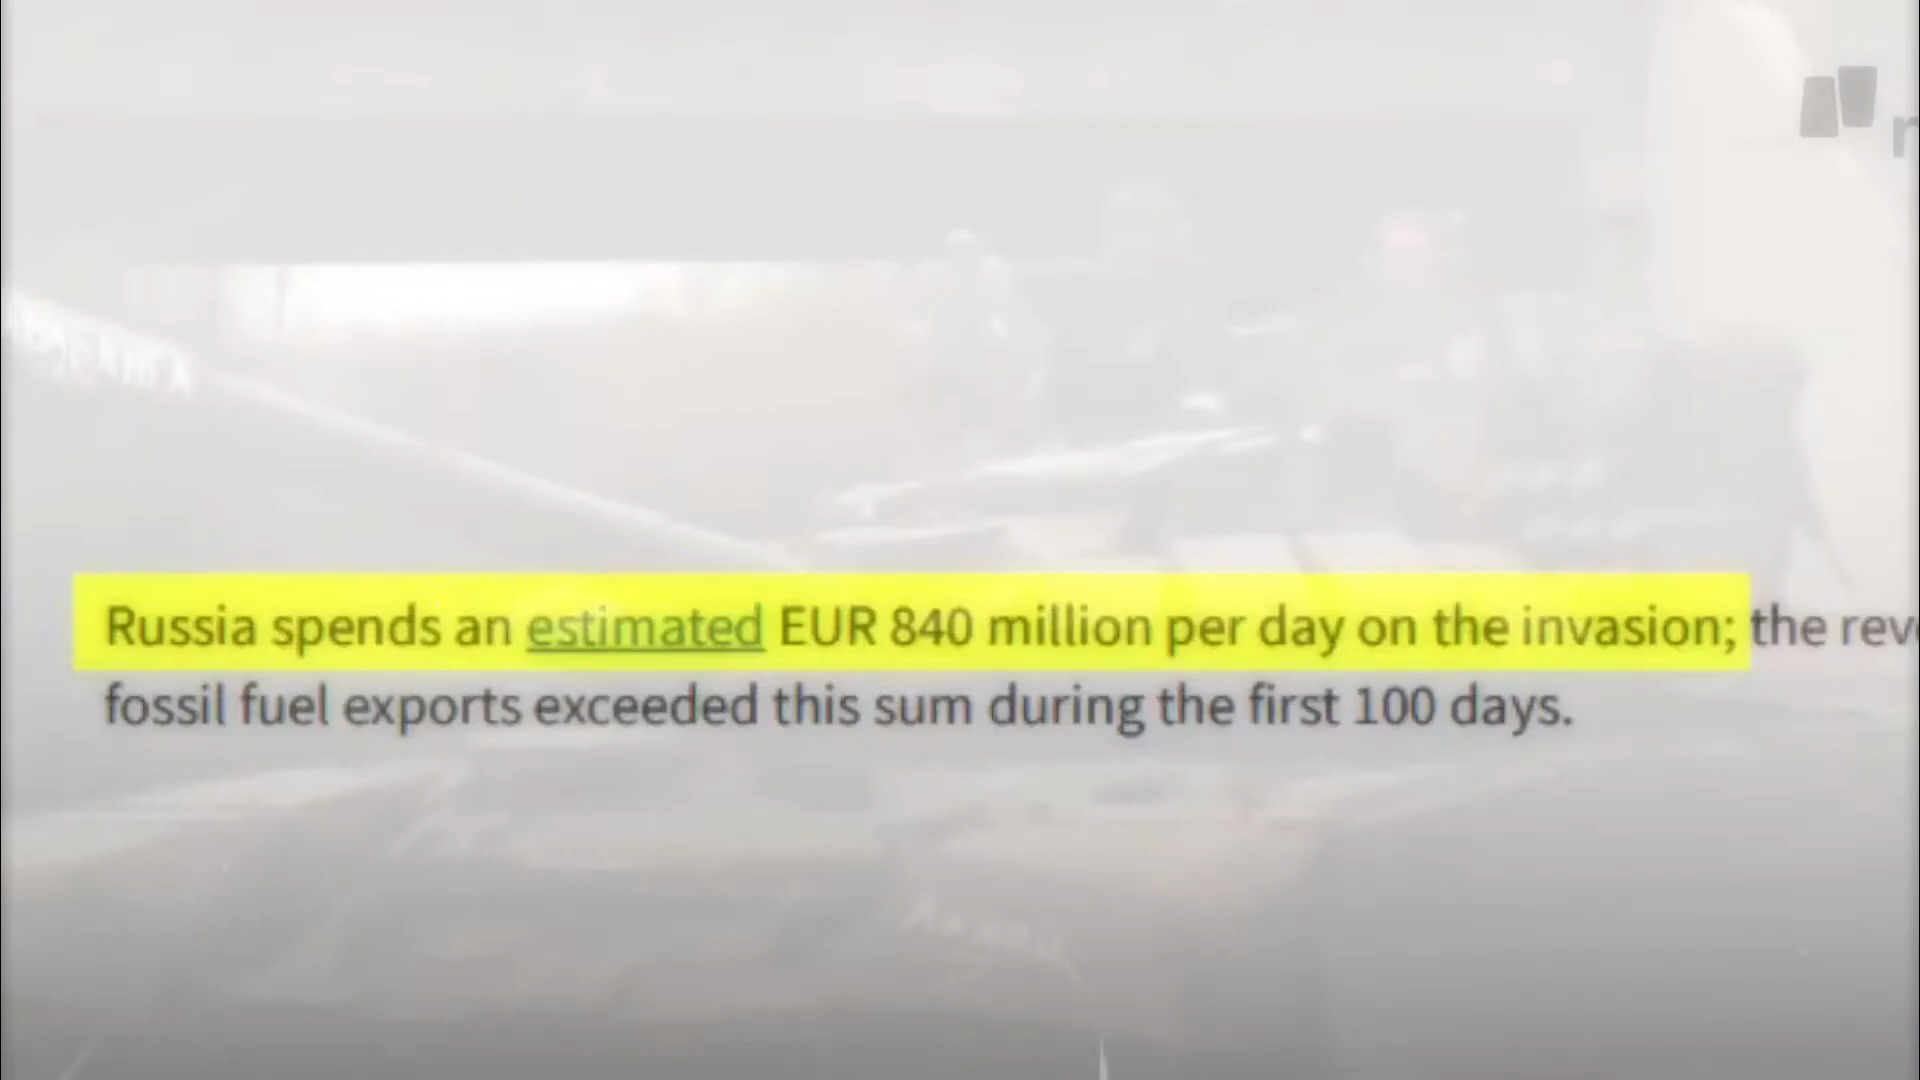 Russia spends an estimated EUR 840 million per day on the invasion; the
fossil fuel exports exceeded this sum during the first 100 days.